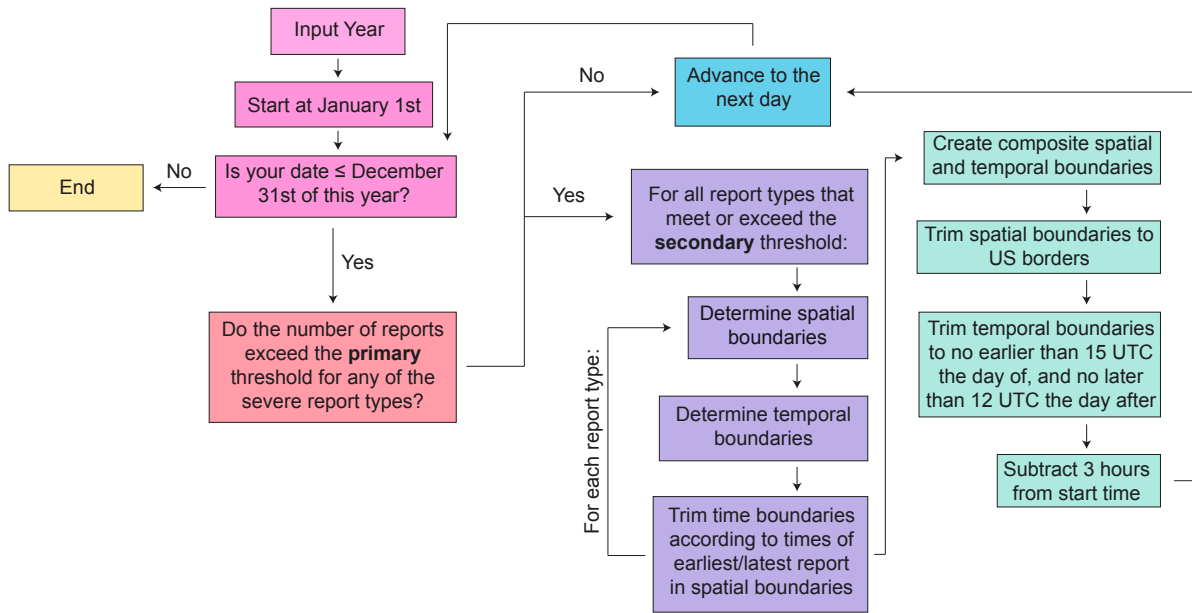 Input Year
Start at January 1st
Is your date ≤ December
31st of this year?
No
End
Yes
Do the number of reports
exceed the primary
threshold for any of the
severe report types?
No
Advance to the
next day
Yes
For all report types that
meet or exceed the
secondary threshold:
Determine spatial
boundaries
Determine temporal
boundaries
Trim time boundaries
according to times of
earliest/latest report
in spatial boundaries
For each report type:
Create composite spatial
and temporal boundaries
Trim spatial boundaries to
US borders
Trim temporal boundaries
to no earlier than 15 UTC
the day of, and no later
than 12 UTC the day after
Subtract 3 hours
from start time